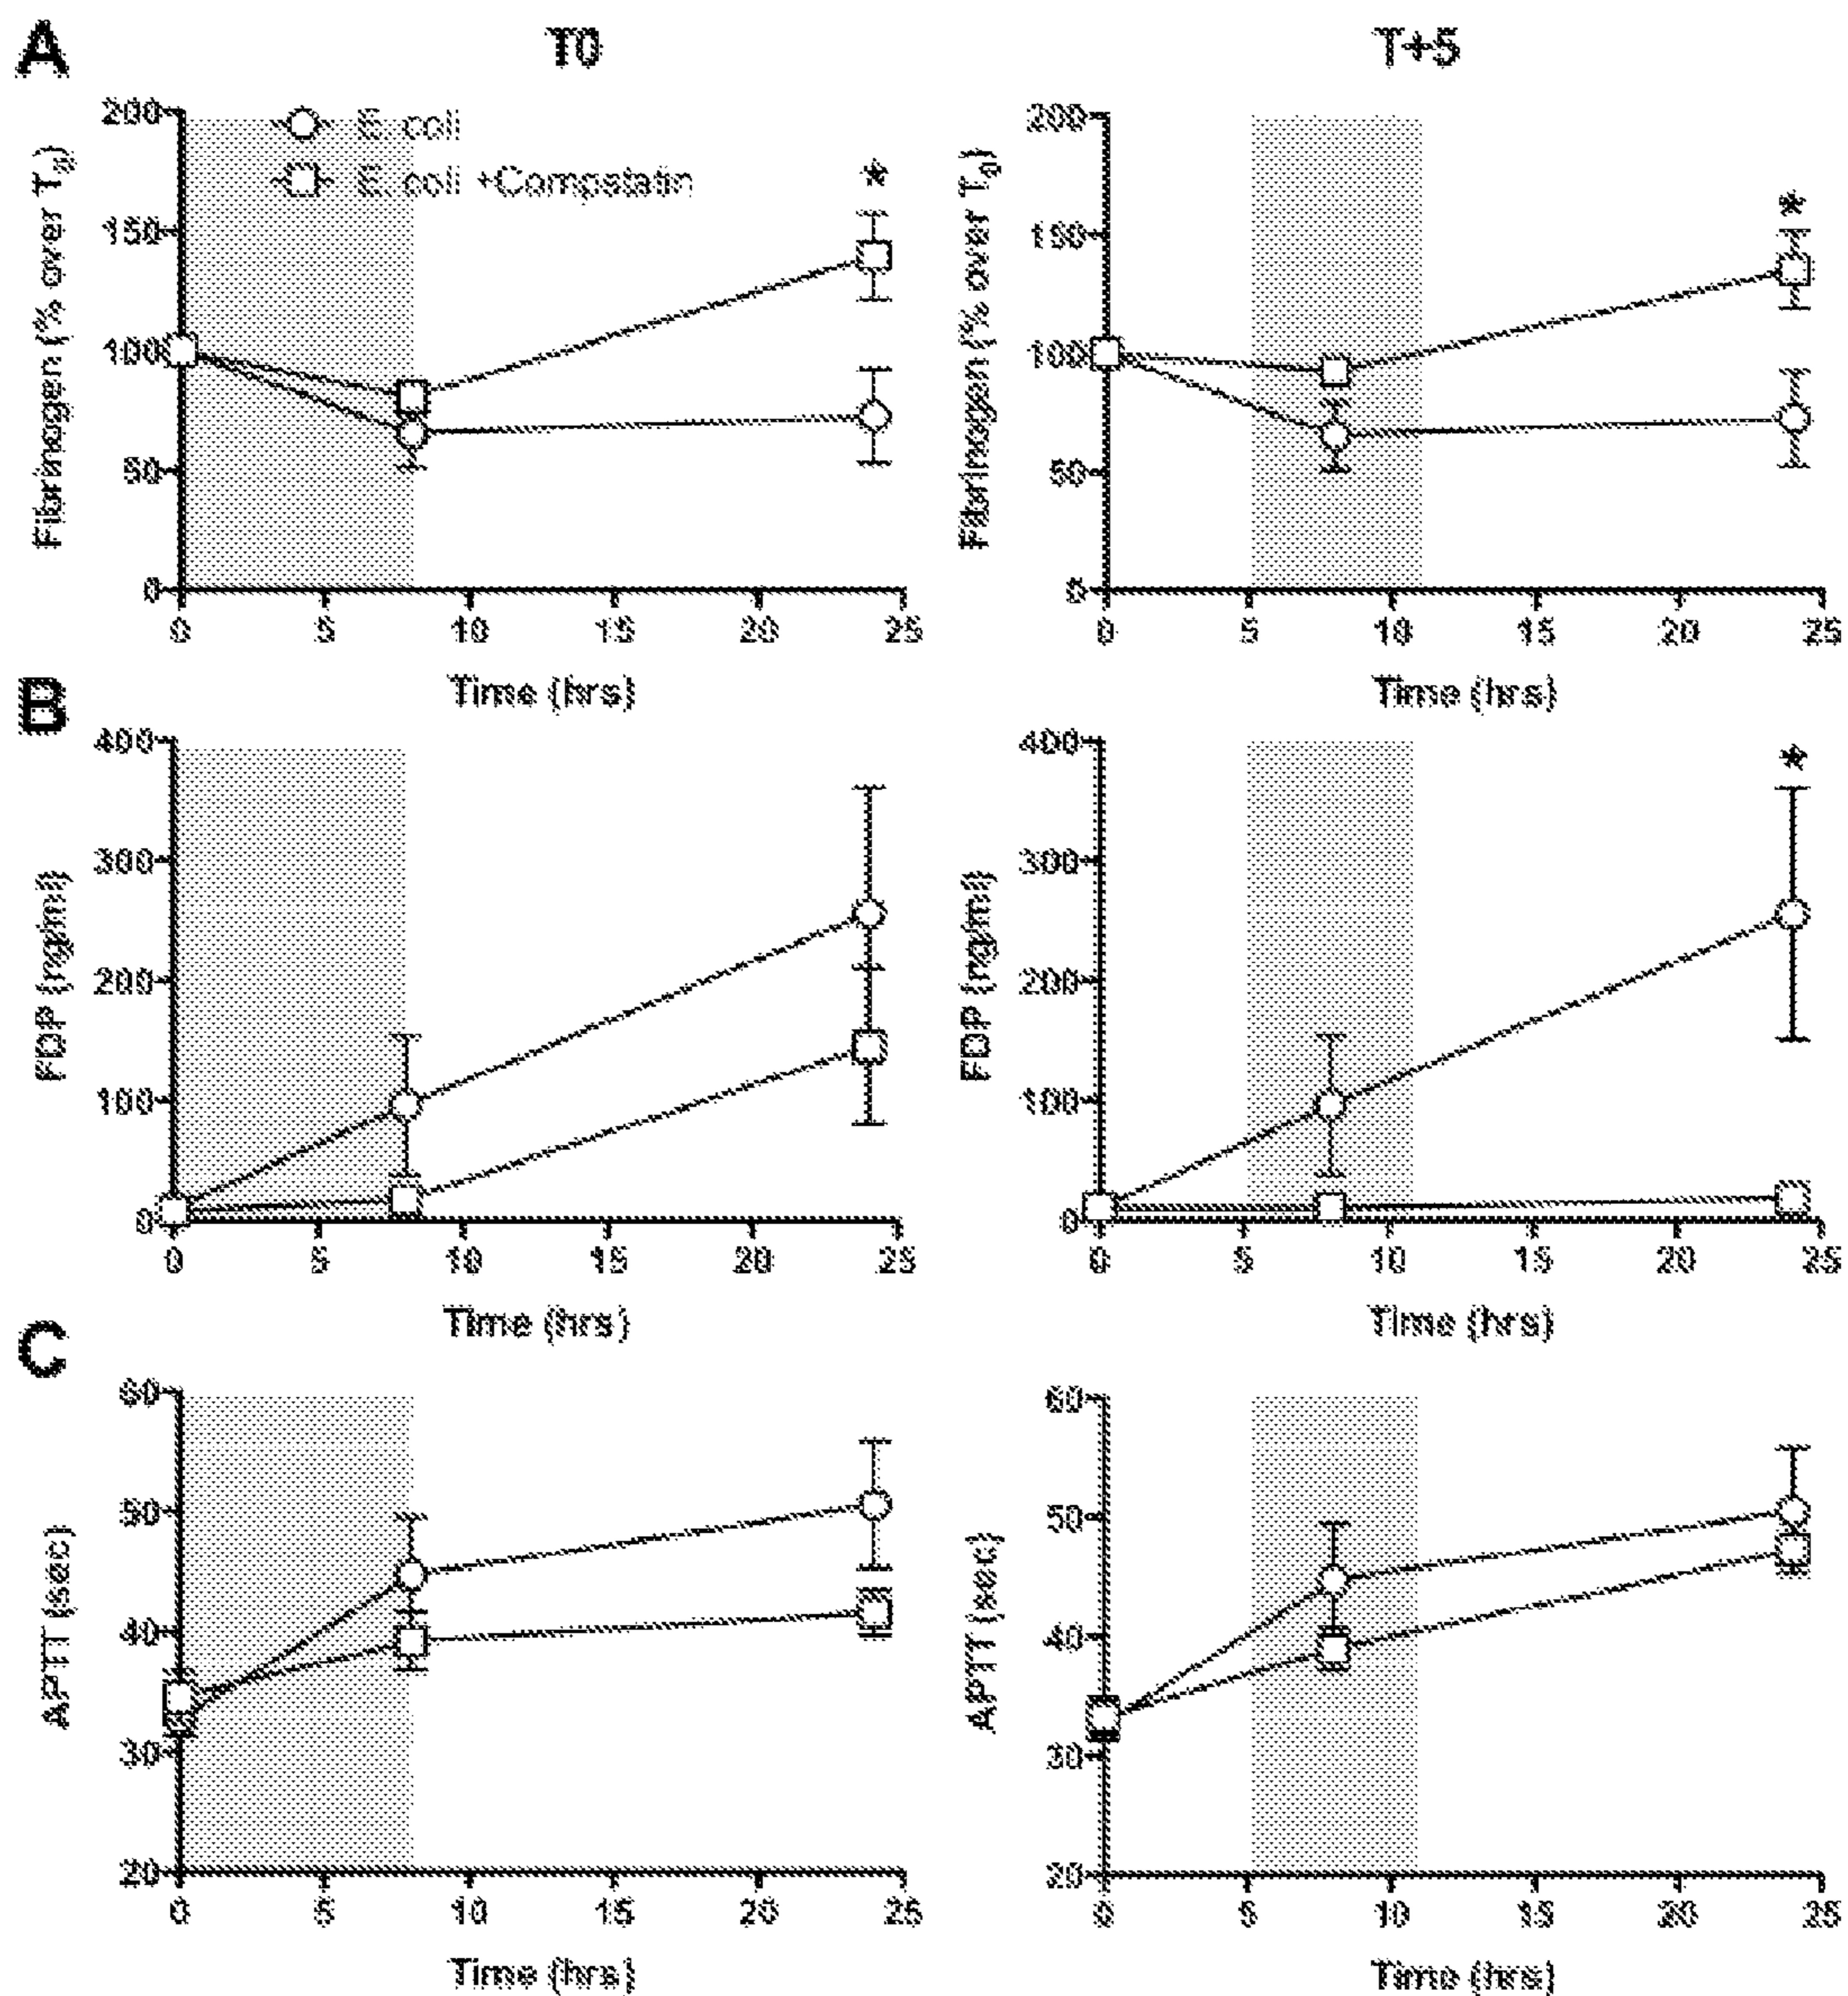 A
T0
T+5
Fibrinogen (% over T0)
200
150
100
50
0
E. coli
E. coli +Compstatin
*
0 5 10 15 20 25
Time (hrs)
Fibrinogen (% over T0)
200
150
100
50
0
*
0 5 10 15 20 25
Time (hrs)
B
FDP (ng/ml)
400
300
200
100
0
0 5 10 15 20 25
Time (hrs)
FDP (ng/ml)
400
300
200
100
0
*
0 5 10 15 20 25
Time (hrs)
C
APTT (sec)
60
50
40
30
20
0 5 10 15 20 25
Time (hrs)
APTT (sec)
60
50
40
30
20
0 5 10 15 20 25
Time (hrs)